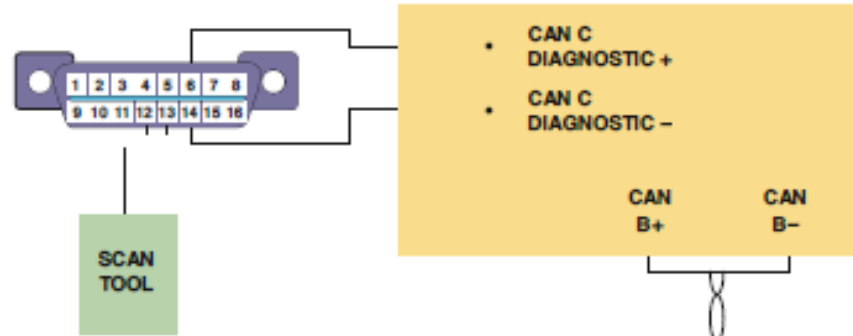 1 2 3 4 5 6 7 8
9 10 11 12 13 14 15 16
SCAN
TOOL
CAN C
DIAGNOSTIC +
CAN C
DIAGNOSTIC –
CAN
B+
CAN
B–